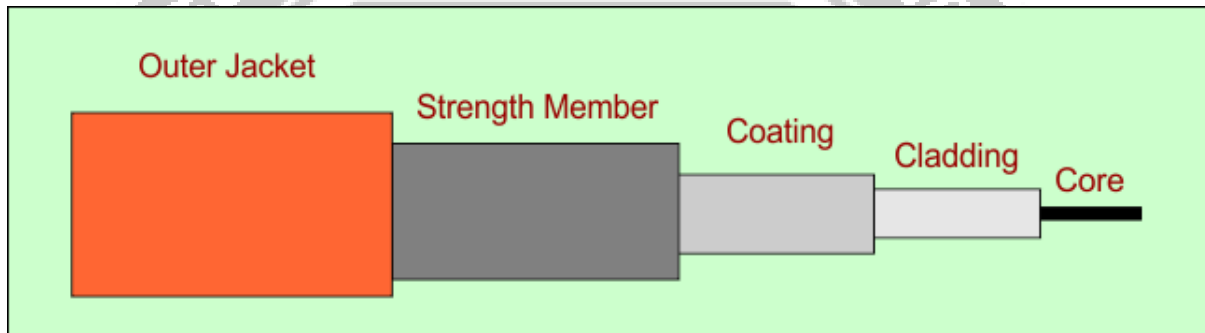 Outer Jacket
Strength Member
Coating
Cladding
Core